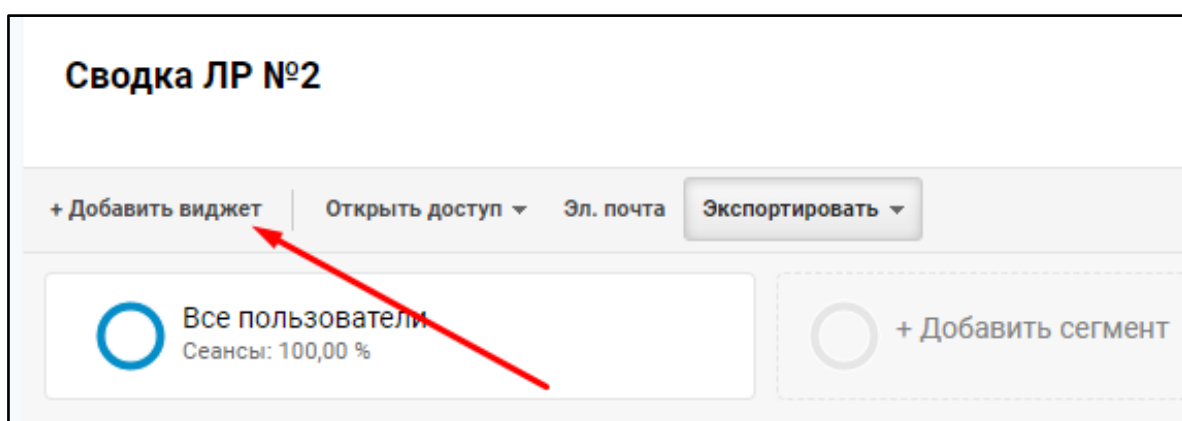 Сводка ЛР №2
+ Добавить виджет Открыть доступ Эл. почта Экспортировать
Все пользователи
Сеансы: 100,00 %
+ Добавить сегмент